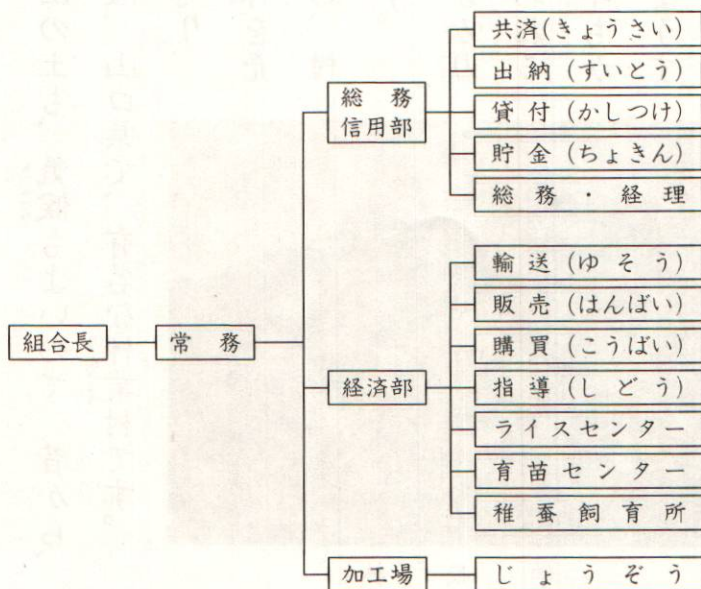 組合長
常務
総務
信用部
共済(きょうさい)
出納(すいとう)
貸付(かしつけ)
貯金(ちょきん)
総務・経理
経済部
輸送(ゆそう)
販売(はんばい)
購買(こうばい)
指導(しどう)
ライスセンター
育苗センター
稚蚕飼育所
加工場
じょうぞう